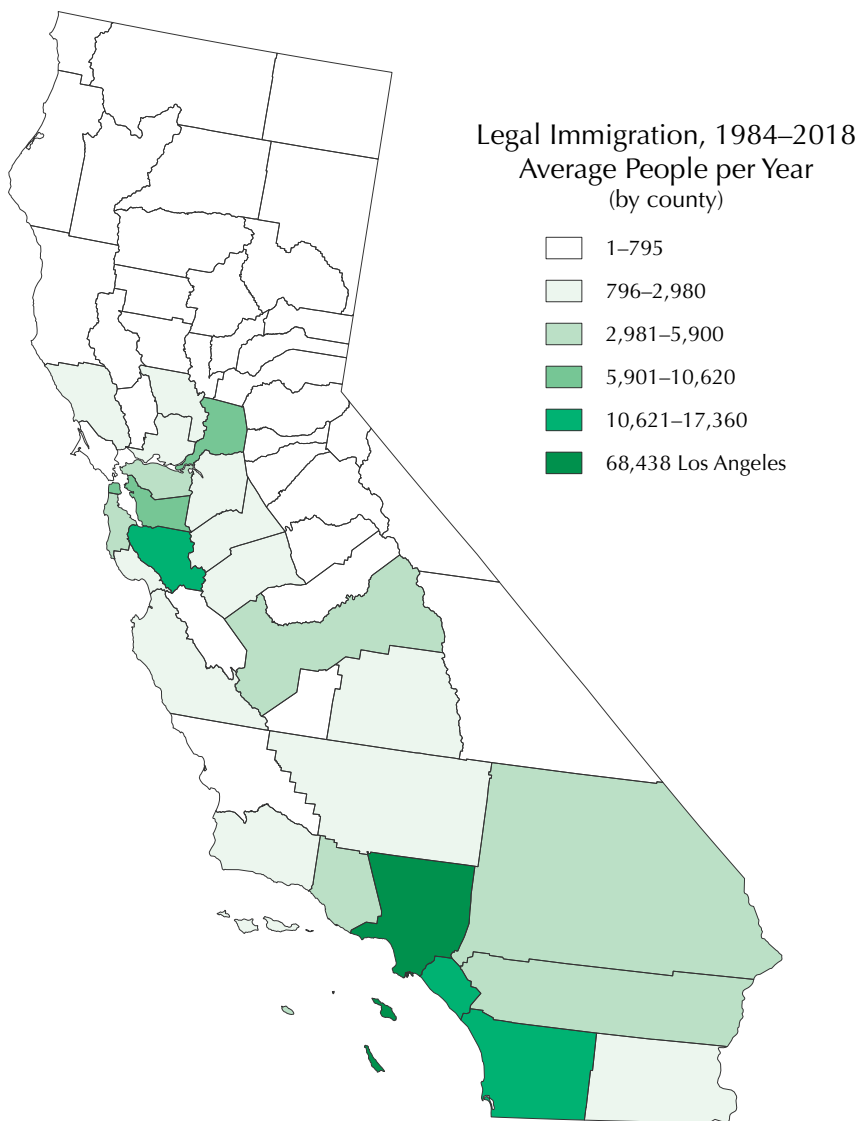 Legal Immigration, 1984–2018
Average People per Year
(by county)
1–795
796–2,980
2,981–5,900
5,901–10,620
10,621–17,360
68,438 Los Angeles